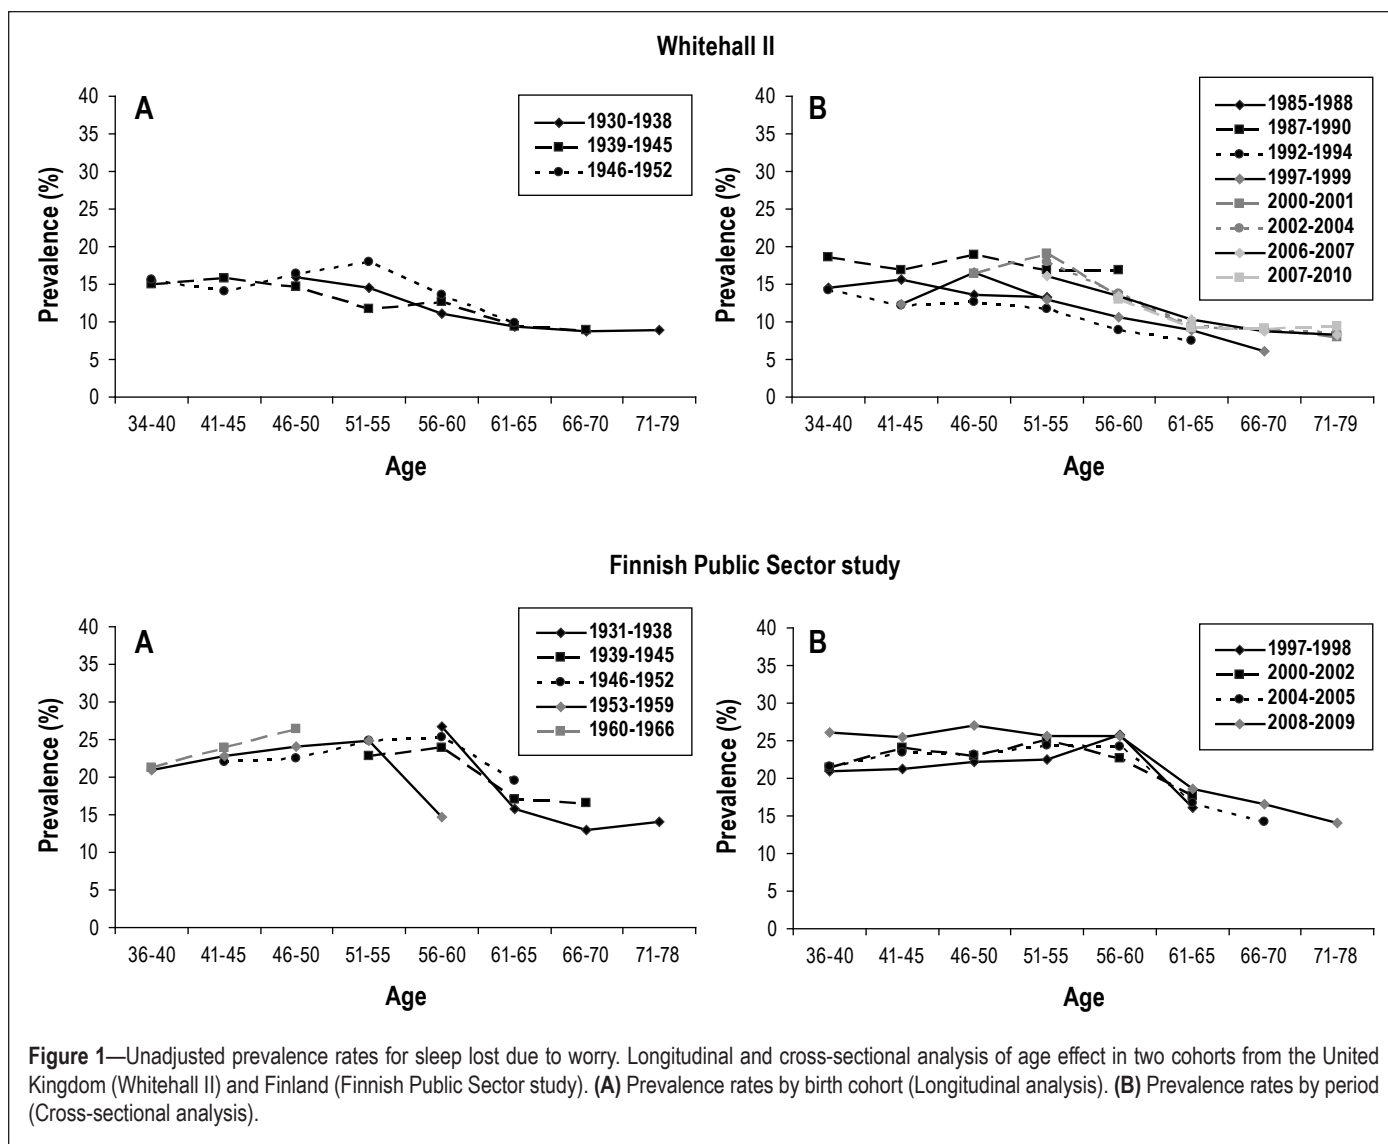 Whitehall II
A
40
35
30
25
20
15
10
5
0
Prevalence (%)
34-40 41-45 46-50 51-55 56-60 61-65 66-70 71-79
Age
1930-1938
1939-1945
1946-1952
B
40
35
30
25
20
15
10
5
0
Prevalence (%)
34-40 41-45 46-50 51-55 56-60 61-65 66-70 71-79
Age
1985-1988
1987-1990
1992-1994
1997-1999
2000-2001
2002-2004
2006-2007
2007-2010
Finnish Public Sector study
A
40
35
30
25
20
15
10
5
0
Prevalence (%)
36-40 41-45 46-50 51-55 56-60 61-65 66-70 71-78
Age
1931-1938
1939-1945
1946-1952
1953-1959
1960-1966
B
40
35
30
25
20
15
10
5
0
Prevalence (%)
36-40 41-45 46-50 51-55 56-60 61-65 66-70 71-78
Age
1997-1998
2000-2002
2004-2005
2008-2009
Figure 1—Unadjusted prevalence rates for sleep lost due to worry. Longitudinal and cross-sectional analysis of age effect in two cohorts from the United
Kingdom (Whitehall II) and Finland (Finnish Public Sector study). (A) Prevalence rates by birth cohort (Longitudinal analysis). (B) Prevalence rates by period
(Cross-sectional analysis).